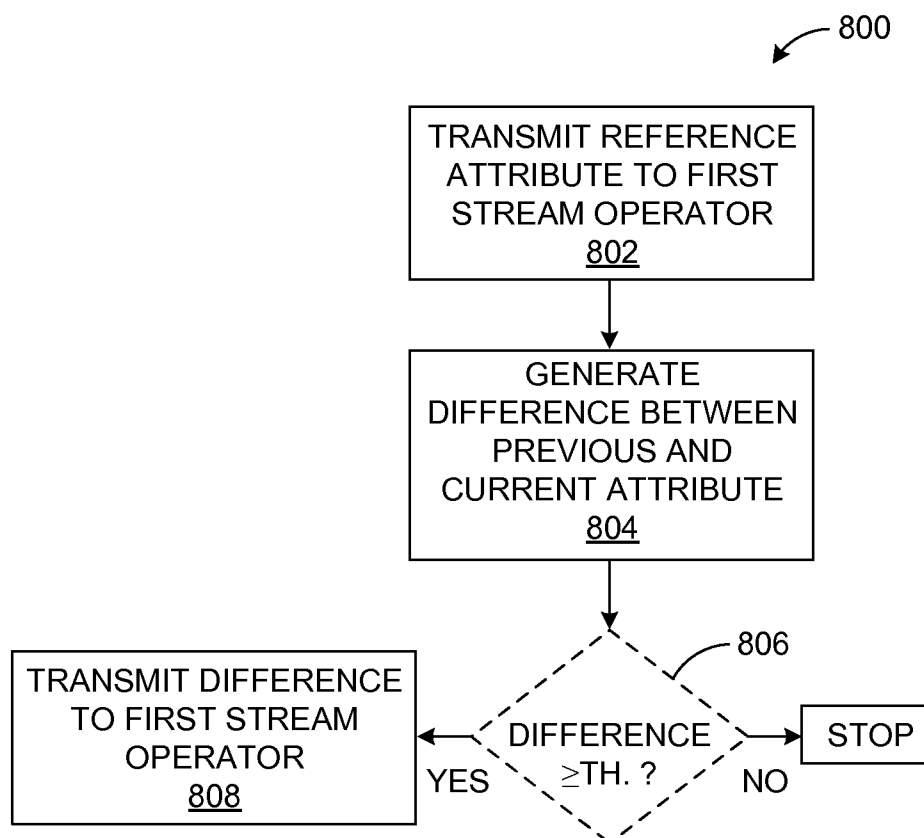 800
TRANSMIT REFERENCE
ATTRIBUTE TO FIRST
STREAM OPERATOR
802
GENERATE
DIFFERENCE BETWEEN
PREVIOUS AND
CURRENT ATTRIBUTE
804
806
DIFFERENCE
≥TH. ?
YES
NO
TRANSMIT DIFFERENCE
TO FIRST STREAM
OPERATOR
808
STOP